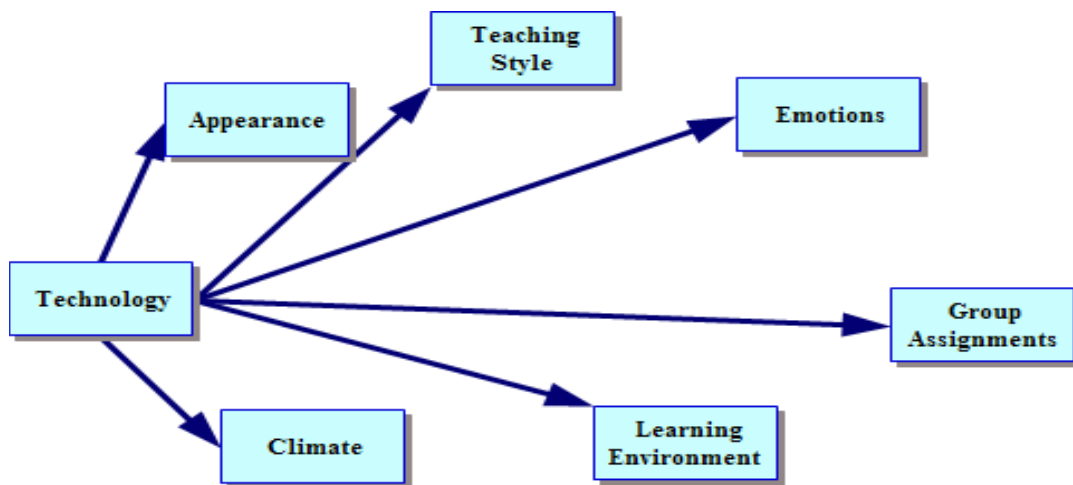 Teaching
Style
Appearance
Emotions
Technology
Group
Assignments
Climate
Learning
Environment